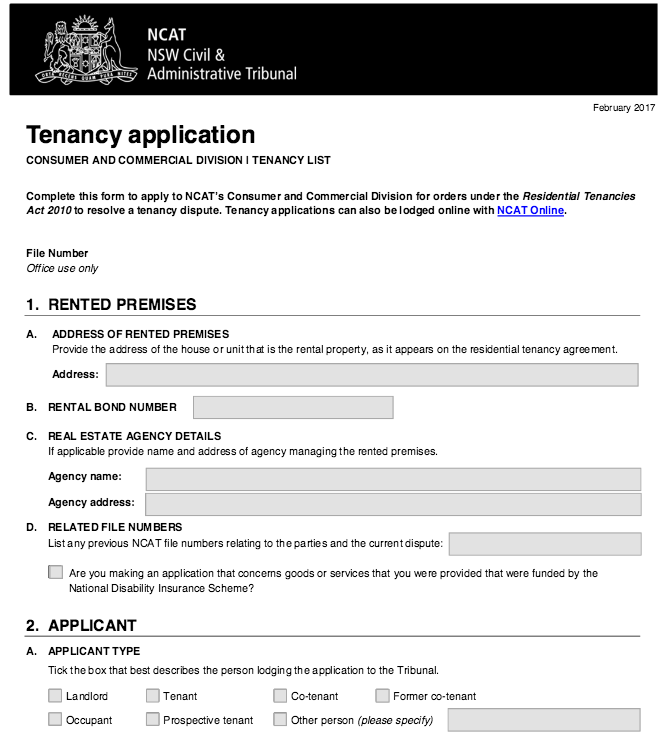 NCAT
NSW Civil &
Administrative Tribunal
February 2017
Tenancy application
CONSUMER AND COMMERCIAL DIVISION I TENANCY LIST
Complete this form to apply to NCAT's Consumer and Commercial Division for orders under the Residential Tenancies
Act 2010 to resolve a tenancy dispute. Tenancy applications can also be lodged online with NCAT Online.
File Number
Office use only
1. RENTED PREMISES
A. ADDRESS OF RENTED PREMISES
Provide the address of the house or unit that is the rental property, as it appears on the residential tenancy agreement.
Address:
B. RENTAL BOND NUMBER
C. REAL ESTATE AGENCY DETAILS
If applicable provide name and address of agency managing the rented premises.
Agency name:
Agency address:
D. RELATED FILE NUMBERS
List any previous NCAT file numbers relating to the parties and the current dispute:
Are you making an application that concerns goods or services that you were provided that were funded by the
National Disability Insurance Scheme?
2. APPLICANT
A. APPLICANT TYPE
Tick the box that best describes the person lodging the application to the Tribunal.
Landlord Tenant Co-tenant Former co-tenant
Occupant Prospective tenant Other person (please specify)